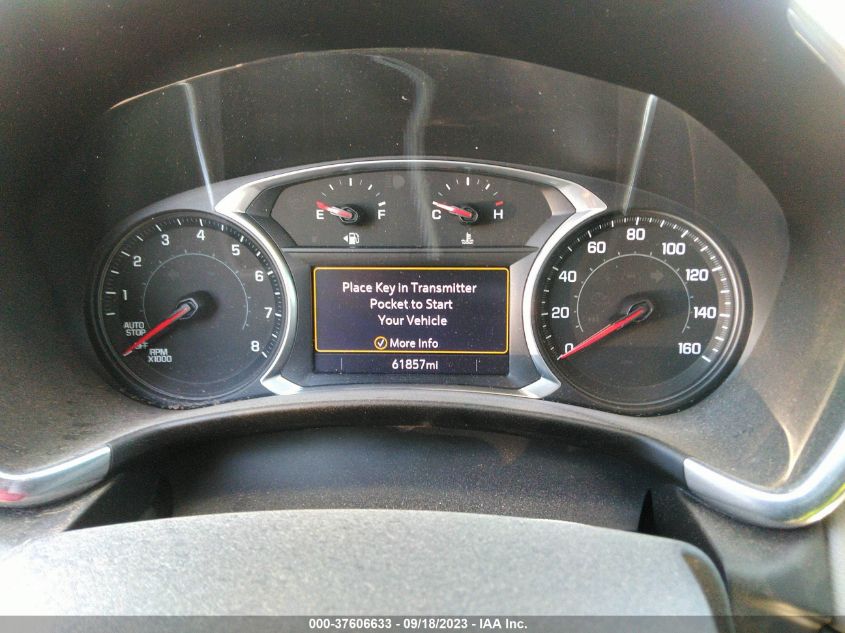 E F
C H
1 2 3 4 5 6 7 8
AUTO
STOP
OFF
RPM
X1000
Place Key in Transmitter
Pocket to Start
Your Vehicle
More Info
61857mi
0 20 40 60 80 100 120 140 160
000-37606633 - 09/18/2023 - IAA Inc.